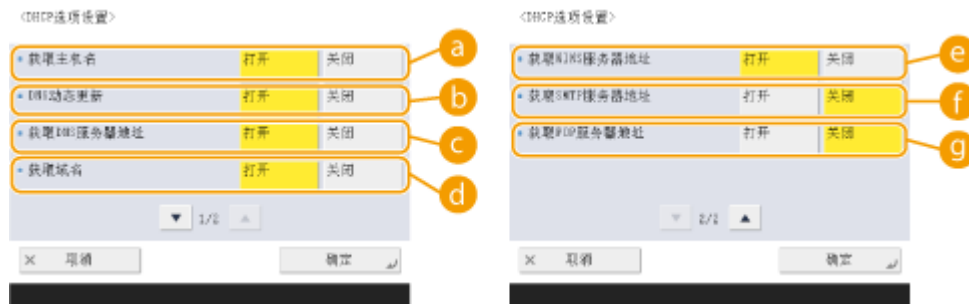 <DHCP选项设置>
获取主机名 打开 关闭 a
DNS动态更新 打开 关闭 b
获取DNS服务器地址 打开 关闭 c
获取域名 打开 关闭 d
▼ 1/2 ▲
× 取消 确定
<DHCP选项设置>
获取WINS服务器地址 打开 关闭 e
获取SMTP服务器地址 打开 关闭 f
获取POP服务器地址 打开 关闭 g
▼ 2/2 ▲
× 取消 确定